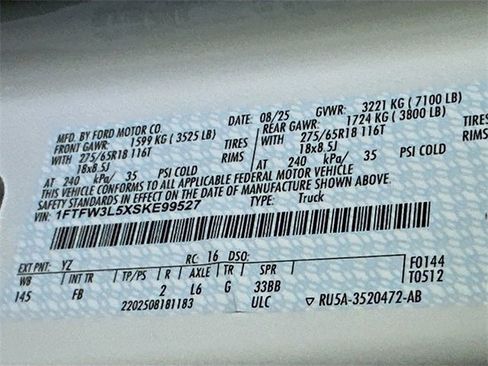 MFD. BY FORD MOTOR CO
DATE: 08/25 GVWR: 3221 KG (7100 LB)
FRONT GAWR: 1599 KG (3525 LB) REAR GAWR: 1724 KG (3800 LB)
WITH 275/65R18 116T TIRES WITH 275/65R18 116T TIRES
18x8.5J RIMS 18x8.5J RIMS
AT 240 kPa/ 35 PSI COLD AT 240 kPa/ 35 PSI COLD
THIS VEHICLE CONFORMS TO ALL APPLICABLE FEDERAL MOTOR VEHICLE
SAFETY STANDARDS IN EFFECT ON THE DATE OF MANUFACTURE SHOWN ABOVE.
VIN: 1FTFW3L5XSKE99527 TYPE: Truck
EXT PNT: YZ RC: 16 DSO: F0144
WB INT TR TP/PS R AXLE TR SPR T0512
145 FB 2 L6 G 33BB
2202508181183 ULC RU5A-3520472-AB